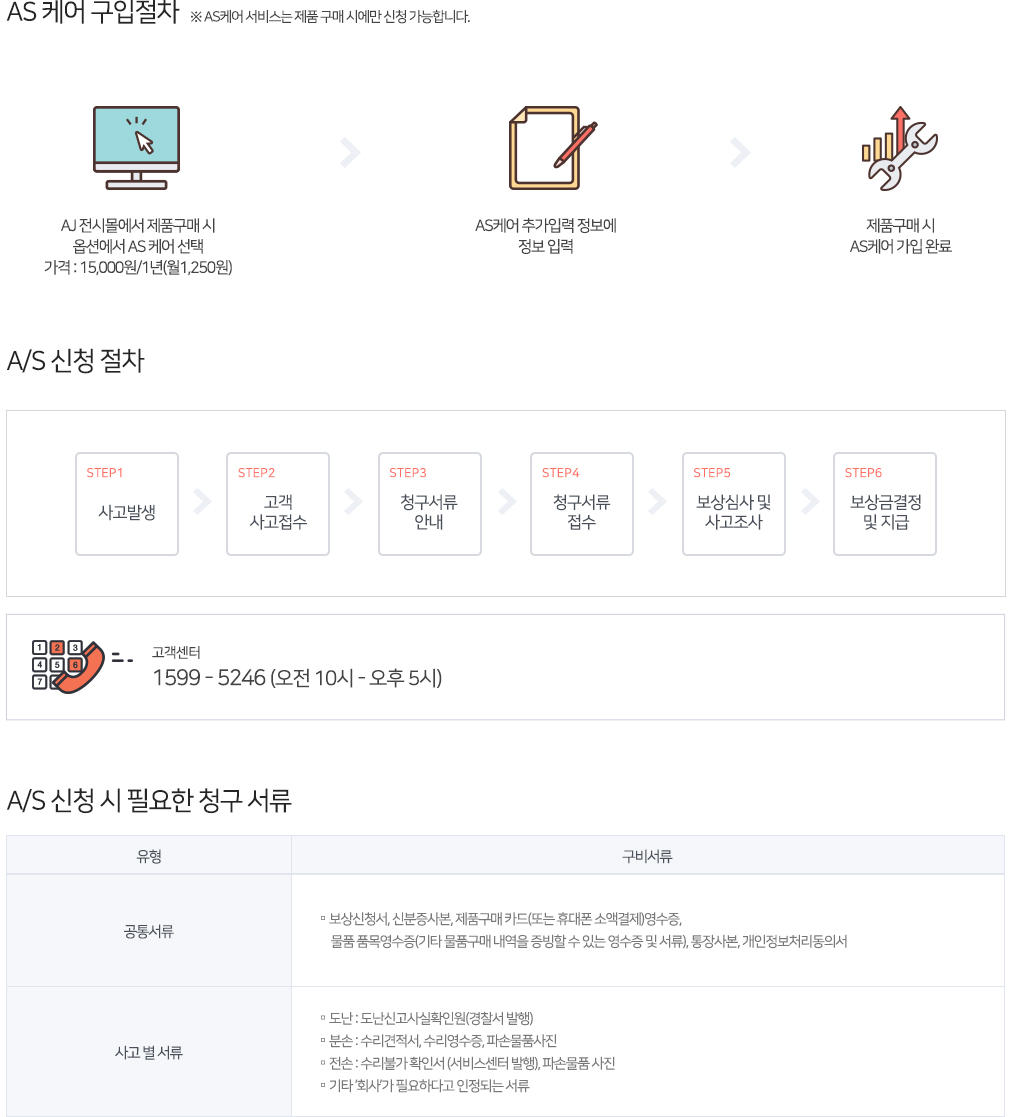 AS 케어 구입절차 ※ AS케어 서비스는 제품 구매 시에만 신청 가능합니다.
AJ 전시몰에서 제품구매 시
옵션에서 AS 케어 선택
가격 : 15,000원/1년(월1,250원)
AS케어 추가입력 정보에
정보 입력
제품구매 시
AS케어 가입 완료
A/S 신청 절차
STEP1
사고발생
STEP2
고객
사고접수
STEP3
청구서류
안내
STEP4
청구서류
접수
STEP5
보상심사 및
사고조사
STEP6
보상금결정
및 지급
1 2 3
4 5 6
7
고객센터
1599 - 5246 (오전 10시 - 오후 5시)
A/S 신청 시 필요한 청구 서류
유형 구비서류
공통서류
▫ 보상신청서, 신분증사본, 제품구매 카드(또는 휴대폰 소액결제)영수증,
물품 품목영수증(기타 물품구매 내역을 증빙할 수 있는 영수증 및 서류), 통장사본, 개인정보처리동의서
사고 별 서류
▫ 도난 : 도난신고사실확인원(경찰서 발행)
▫ 분손 : 수리견적서, 수리영수증, 파손물품사진
▫ 전손 : 수리불가 확인서 (서비스센터 발행), 파손물품 사진
▫ 기타 '회사'가 필요하다고 인정되는 서류